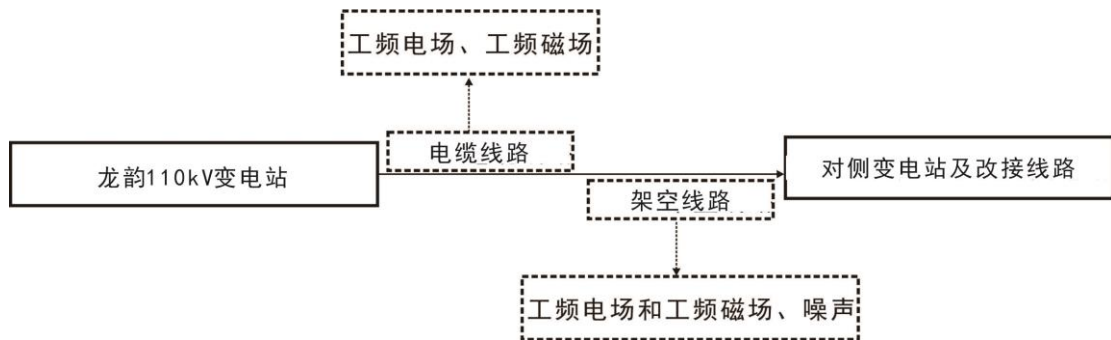 工频电场、工频磁场
电缆线路
龙韵110kV变电站
对侧变电站及改接线路
架空线路
工频电场和工频磁场、噪声